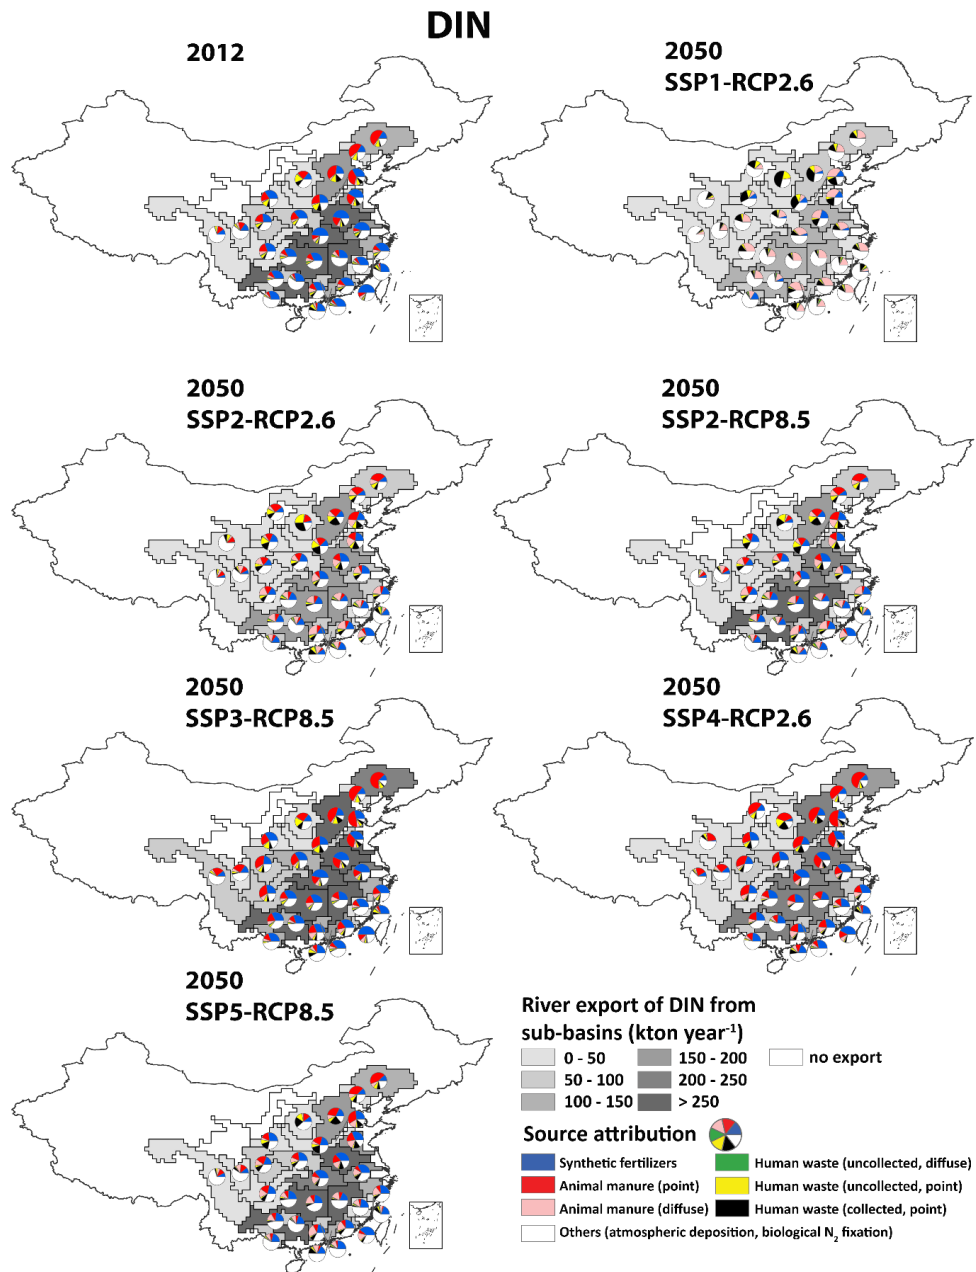 DIN
2012
2050
SSP1-RCP2.6
2050
SSP2-RCP2.6
2050
SSP2-RCP8.5
2050
SSP3-RCP8.5
2050
SSP4-RCP2.6
2050
SSP5-RCP8.5
River export of DIN from
sub-basins (kton year⁻¹)
0 - 50
150 - 200
no export
50 - 100
200 - 250
100 - 150
> 250
Source attribution
Synthetic fertilizers
Human waste (uncollected, diffuse)
Animal manure (point)
Human waste (uncollected, point)
Animal manure (diffuse)
Human waste (collected, point)
Others (atmospheric deposition, biological N₂ fixation)